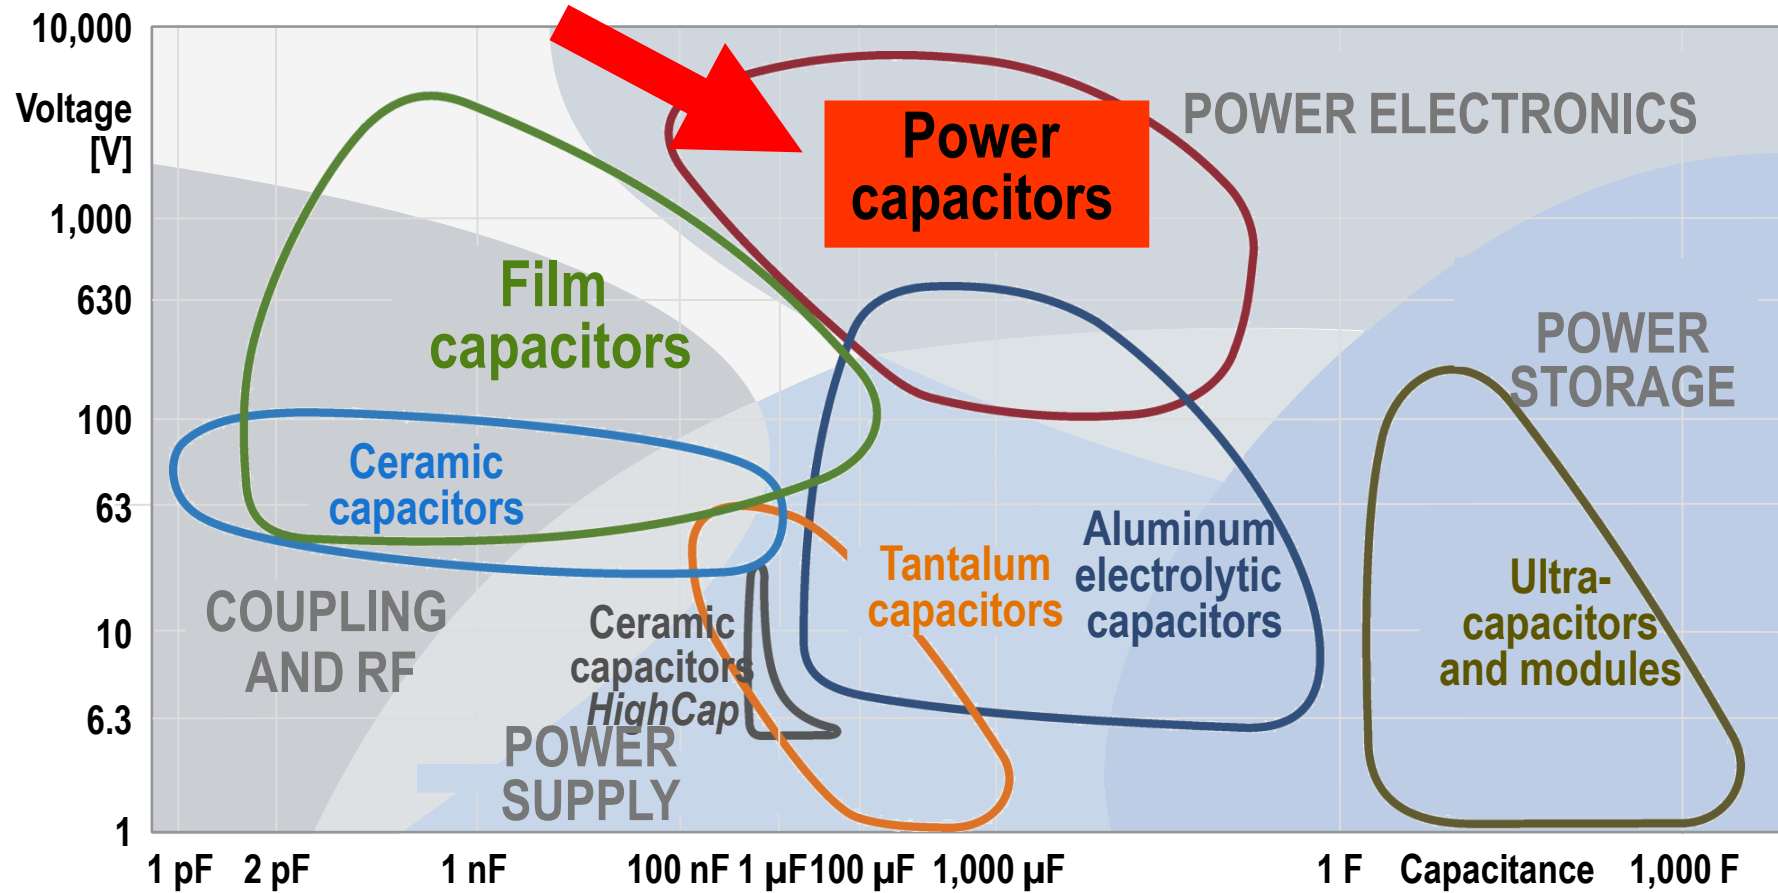 10,000
Voltage
[V]
1,000
630
100
63
10
6.3
1
Power
capacitors
POWER ELECTRONICS
Film
capacitors
POWER
STORAGE
Ceramic
capacitors
Aluminum
electrolytic
capacitors
Tantalum
capacitors
Ultra-
capacitors
and modules
COUPLING
AND RF
Ceramic
capacitors
HighCap
POWER
SUPPLY
1 pF 2 pF 1 nF 100 nF 1 µF 100 µF 1,000 µF 1 F Capacitance 1,000 F